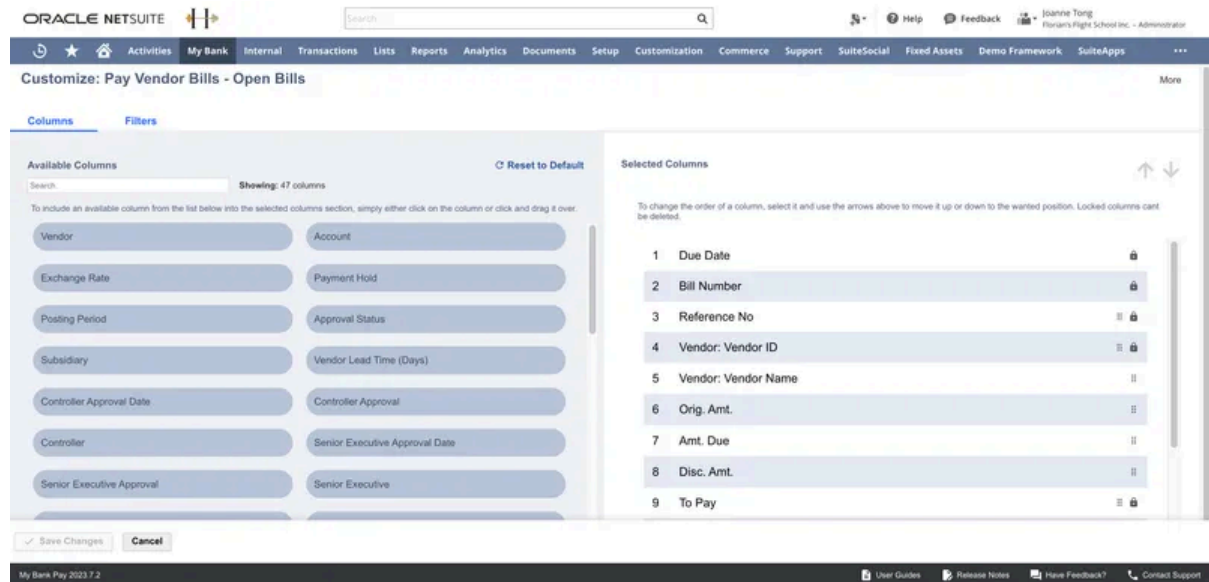 ORACLE NETSUITE
Search
Help
Feedback
Joanne Tong
Florian's Flight School Inc. - Administrator
Activities My Bank Internal Transactions Lists Reports Analytics Documents Setup Customization Commerce Support SuiteSocial Fixed Assets Demo Framework SuiteApps ...
Customize: Pay Vendor Bills - Open Bills
More
Columns Filters
Available Columns
Reset to Default
Search.
Showing: 47 columns
To include an available column from the list below into the selected columns section, simply either click on the column or click and drag it over.
Vendor Account
Exchange Rate Payment Hold
Posting Period Approval Status
Subsidiary Vendor Lead Time (Days)
Controller Approval Date Controller Approval
Controller Senior Executive Approval Date
Senior Executive Approval Senior Executive
Selected Columns
To change the order of a column, select it and use the arrows above to move it up or down to the wanted position. Locked columns cant
be deleted.
1 Due Date
2 Bill Number
3 Reference No
4 Vendor: Vendor ID
5 Vendor: Vendor Name
6 Orig. Amt.
7 Amt. Due
8 Disc. Amt.
9 To Pay
Save Changes Cancel
My Bank Pay 2023.7.2
User Guides Release Notes Have Feedback? Contact Support